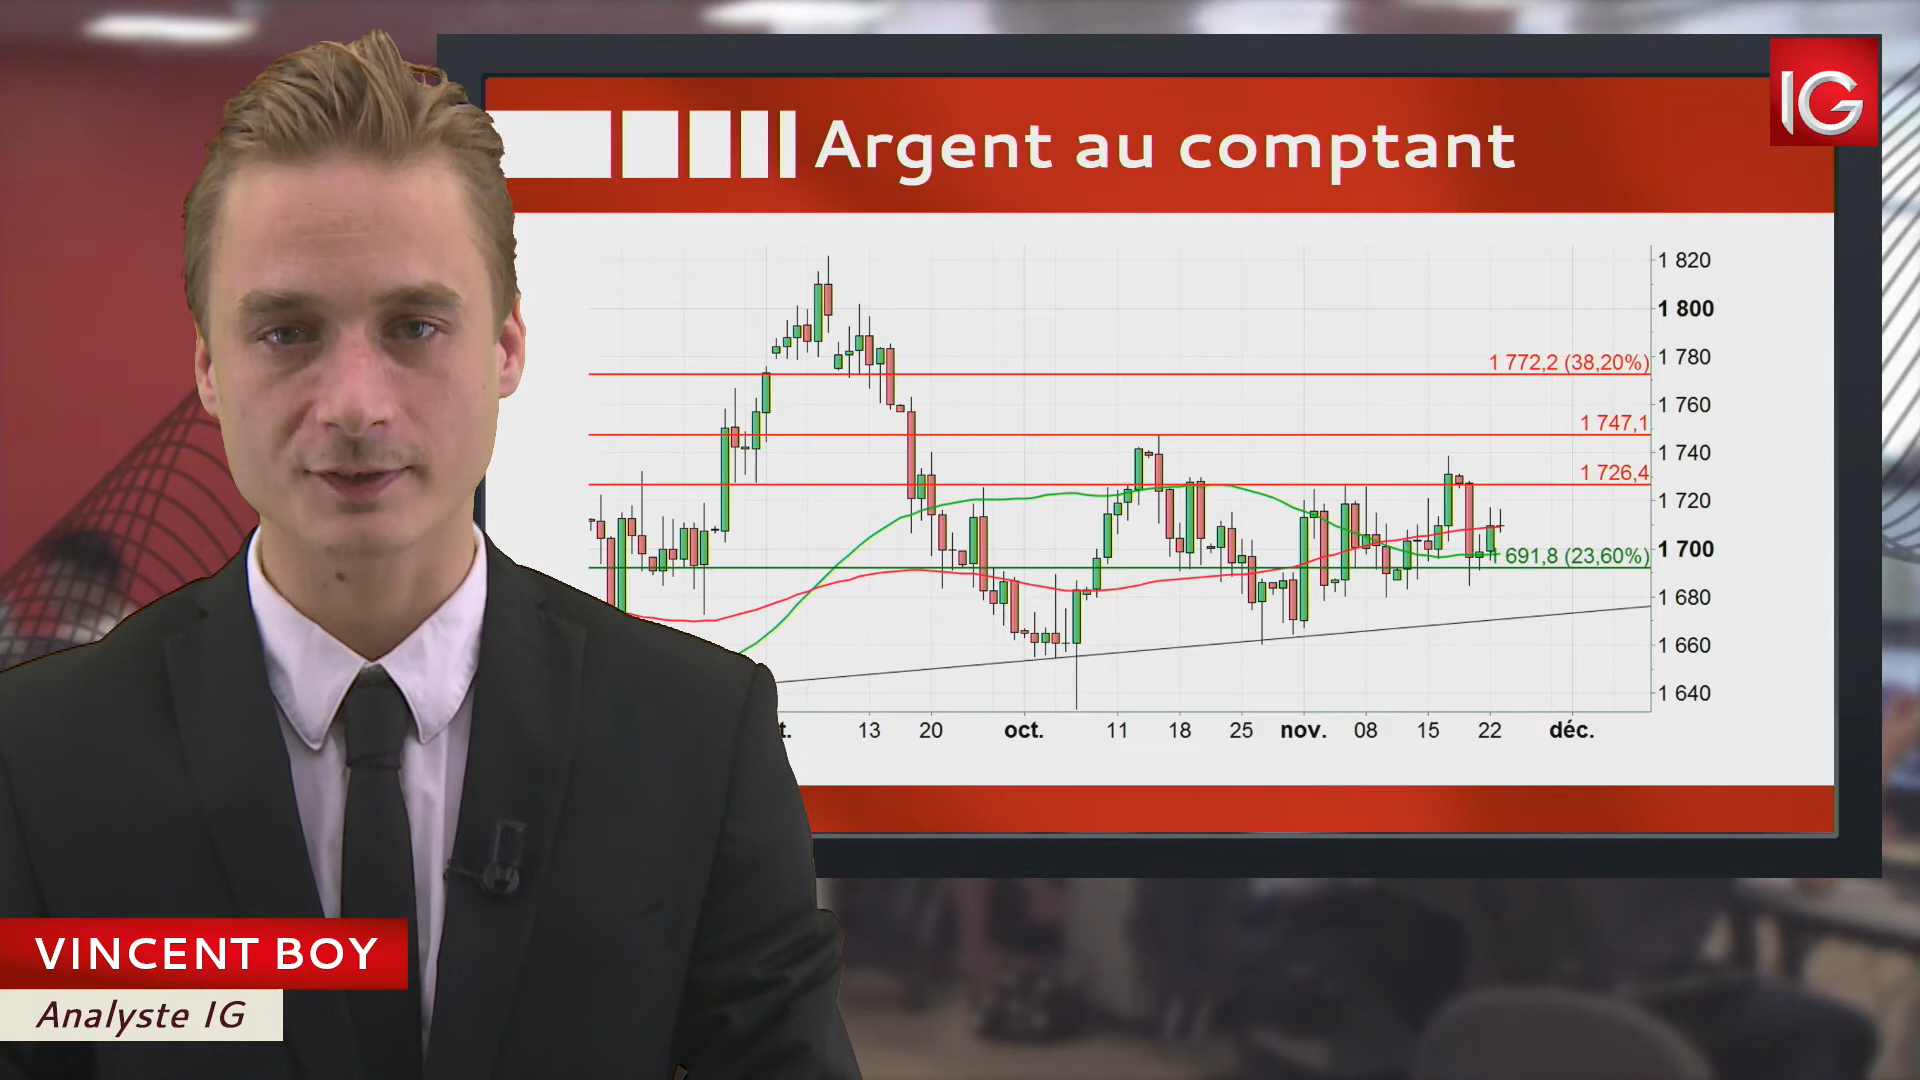 IG
Argent au comptant
1 820
1 800
1 780
1 772,2 (38,20%)
1 760
1 747,1
1 740
1 726,4
1 720
1 700
1 691,8 (23,60%)
1 680
1 660
1 640
t. 13 20 oct. 11 18 25 nov. 08 15 22 déc.
VINCENT BOY
Analyste IG